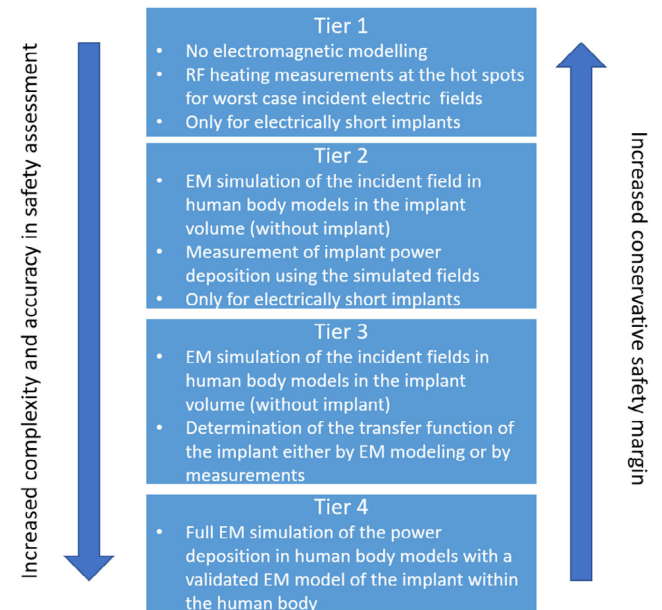 Increased complexity and accuracy in safety assessment
Tier 1
• No electromagnetic modelling
• RF heating measurements at the hot spots
for worst case incident electric fields
• Only for electrically short implants
Tier 2
• EM simulation of the incident field in
human body models in the implant
volume (without implant)
• Measurement of implant power
deposition using the simulated fields
• Only for electrically short implants
Tier 3
• EM simulation of the incident fields in
human body models in the implant
volume (without implant)
• Determination of the transfer function of
the implant either by EM modeling or by
measurements
Tier 4
• Full EM simulation of the power
deposition in human body models with a
validated EM model of the implant within
the human body
Increased conservative safety margin